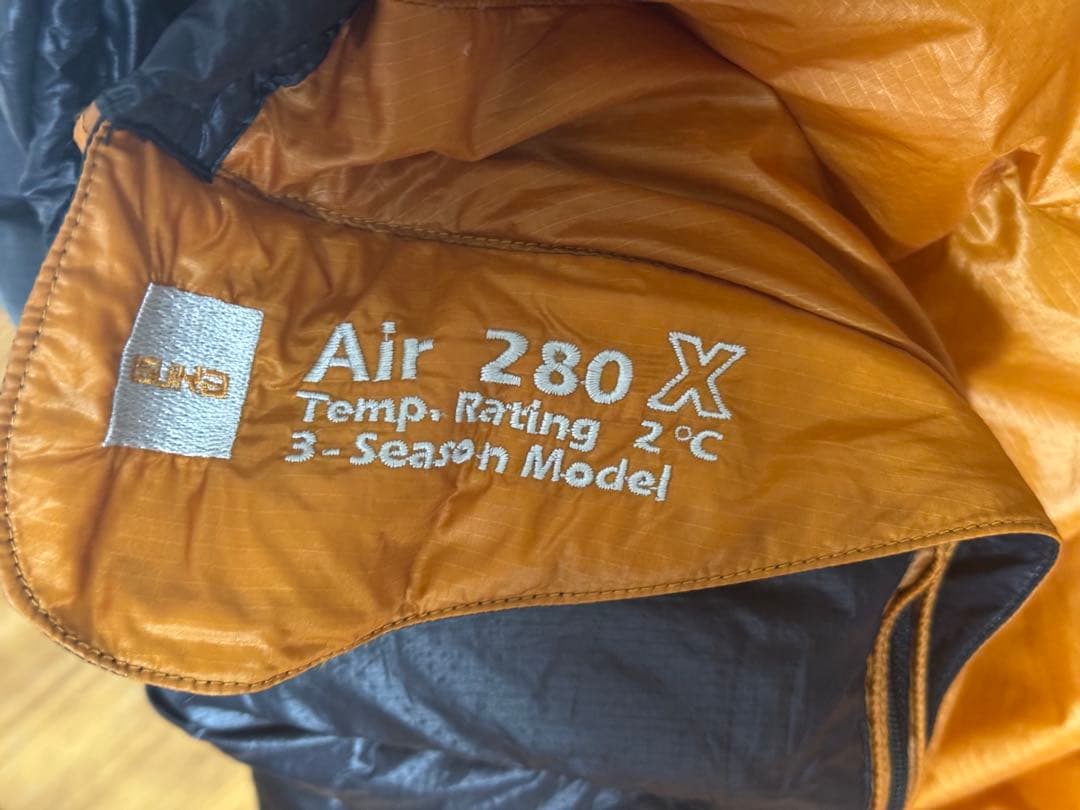 Air 280 X
Temp. Rating 2°C
3-Season Model